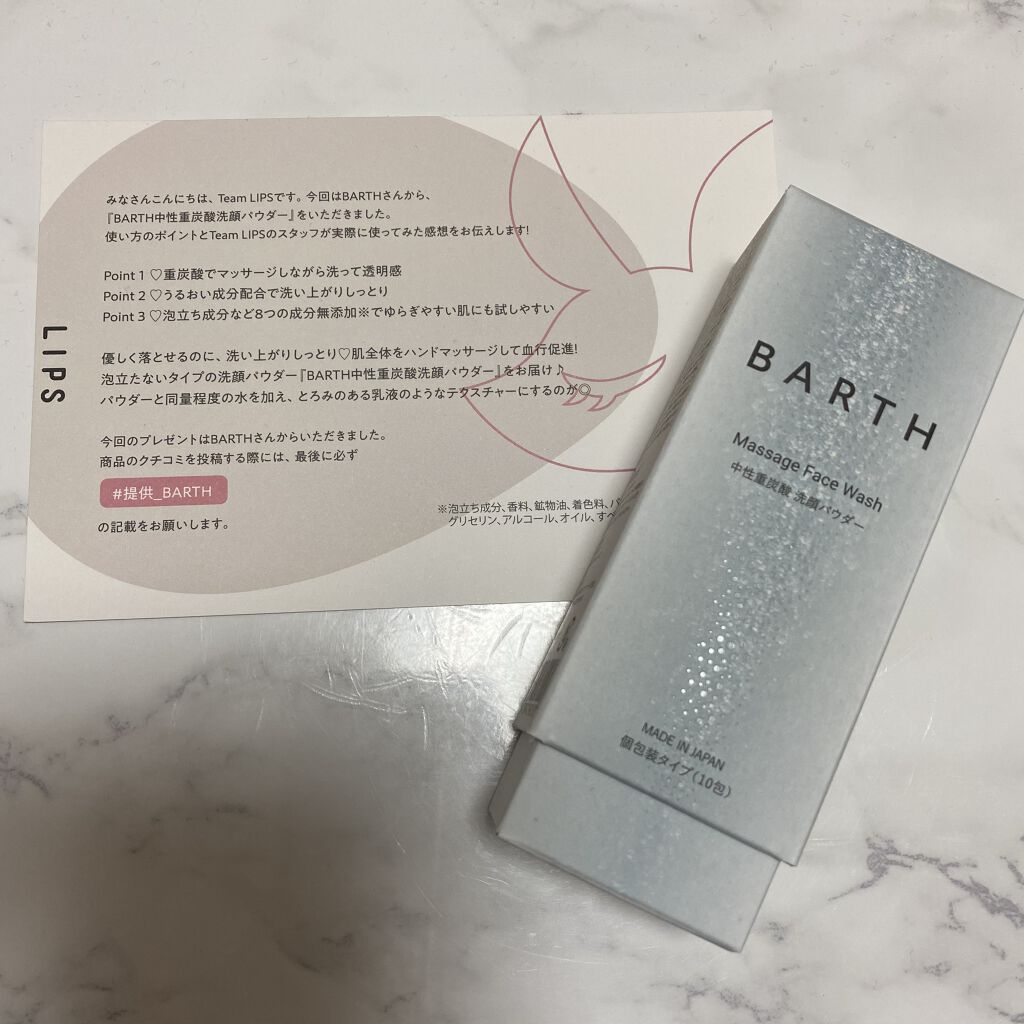 みなさんこんにちは、Team LIPSです。今回はBARTHさんから、
『BARTH中性重炭酸洗顔パウダー』をいただきました。
使い方のポイントとTeam LIPSのスタッフが実際に使ってみた感想をお伝えします!
Point 1 ♡重炭酸でマッサージしながら洗って透明感
Point 2 ♡うるおい成分配合で洗い上がりしっとり
Point 3 ♡泡立ち成分など8つの成分無添加※でゆらぎやすい肌にも試しやすい
優しく落とせるのに、洗い上がりしっとり♡肌全体をハンドマッサージして血行促進!
泡立たないタイプの洗顔パウダー『BARTH中性重炭酸洗顔パウダー』をお届け♪
パウダーと同量程度の水を加え、とろみのある乳液のようなテクスチャーにするのが◎
今回のプレゼントはBARTHさんからいただきました。
商品のクチコミを投稿する際には、最後に必ず
#提供_BARTH
の記載をお願いします。
※泡立ち成分、香料、鉱物油、着色料、パ
グリセリン、アルコール、オイル、すべ
LIPS
BARTH
Massage Face Wash
中性重炭酸 洗顔パウダー
MADE IN JAPAN
個包装タイプ(10包)